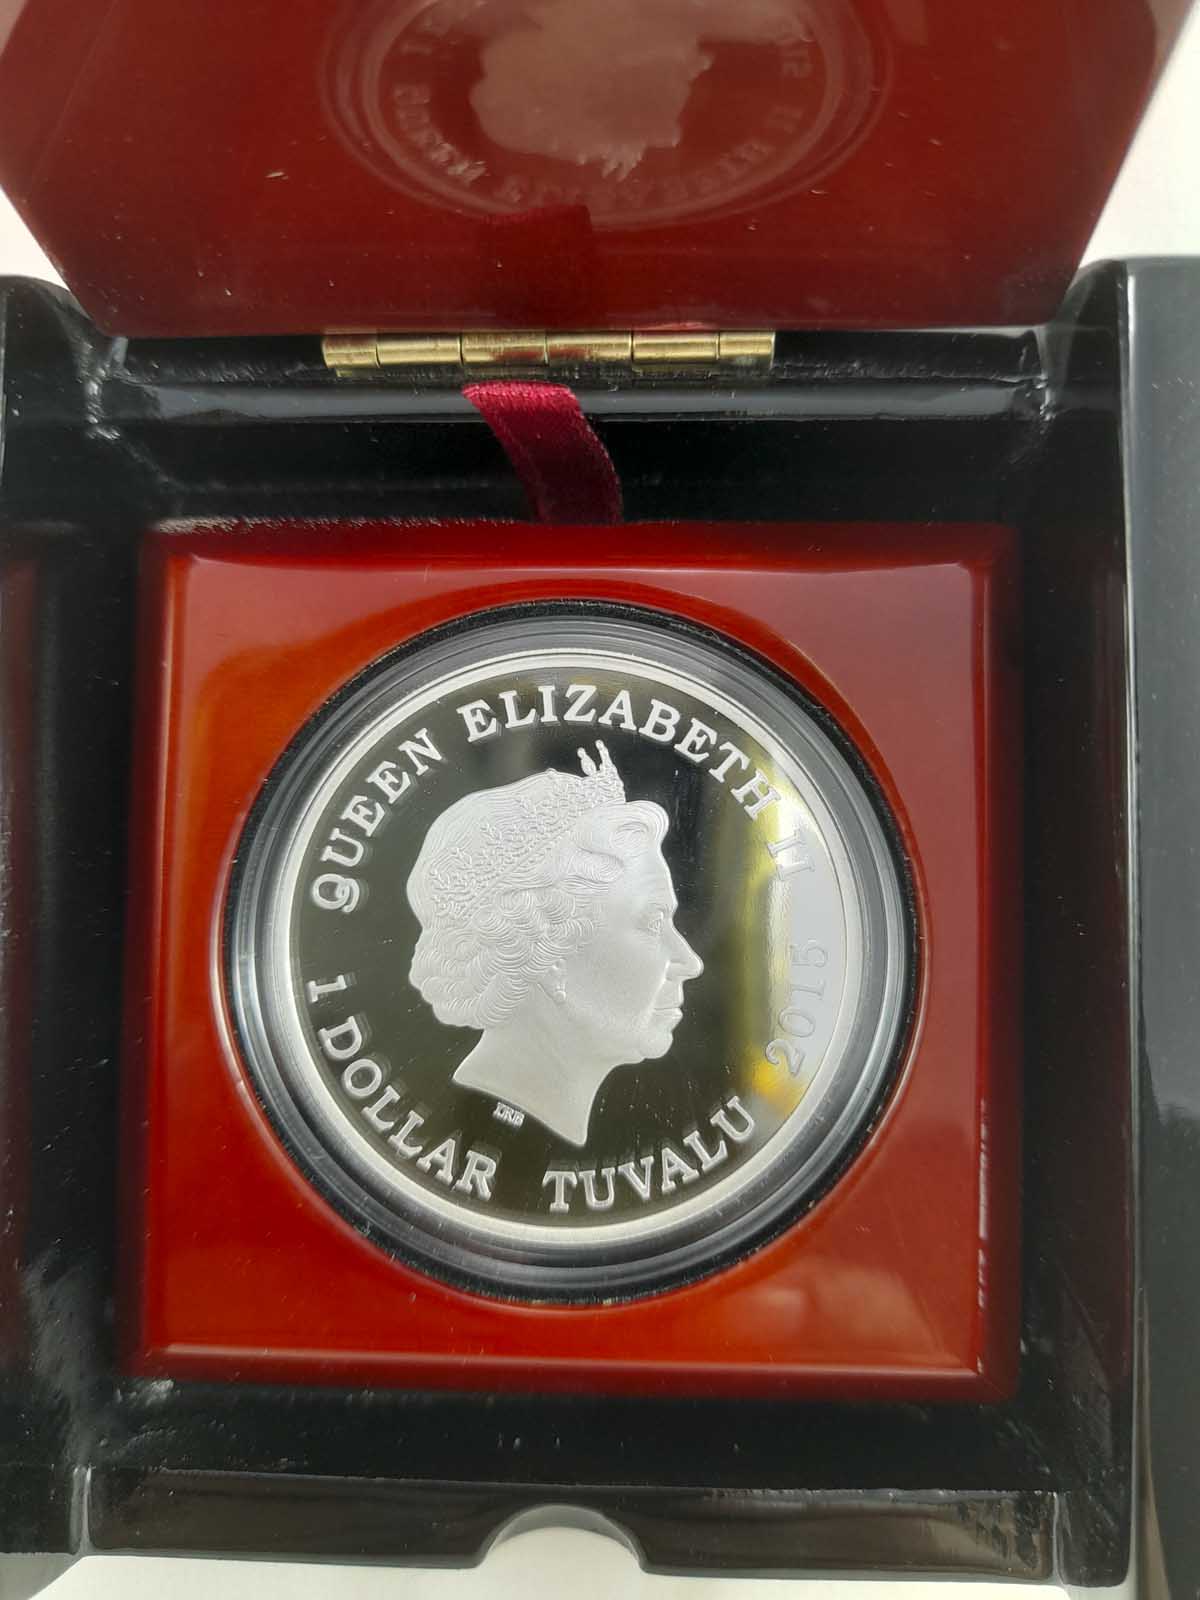 QUEEN ELIZABETH II 2015
1 DOLLAR TUVALU
IRB